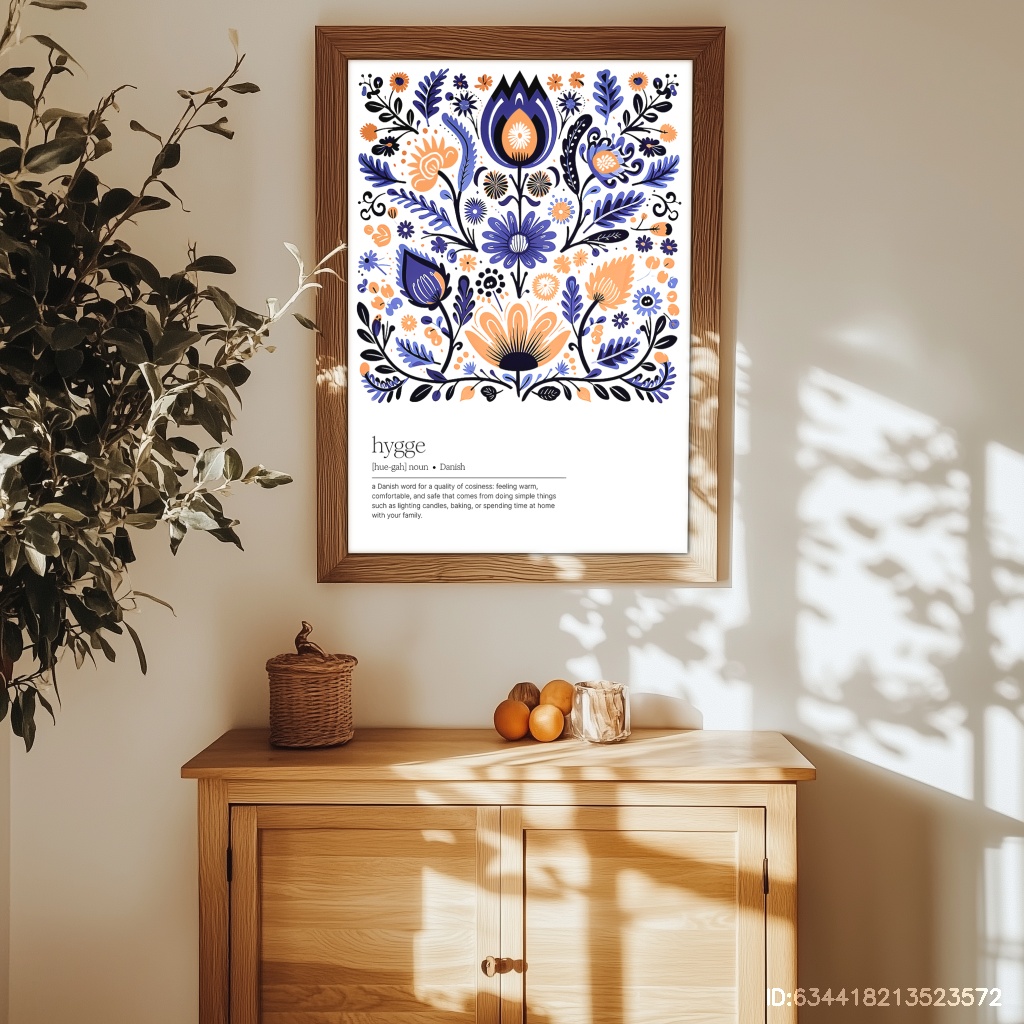 hygge
[hue-gah] noun • Danish
a Danish word for a quality of cosiness: feeling warm,
comfortable, and safe that comes from doing simple things
such as lighting candles, baking, or spending time at home
with your family.
ID:634418213523572